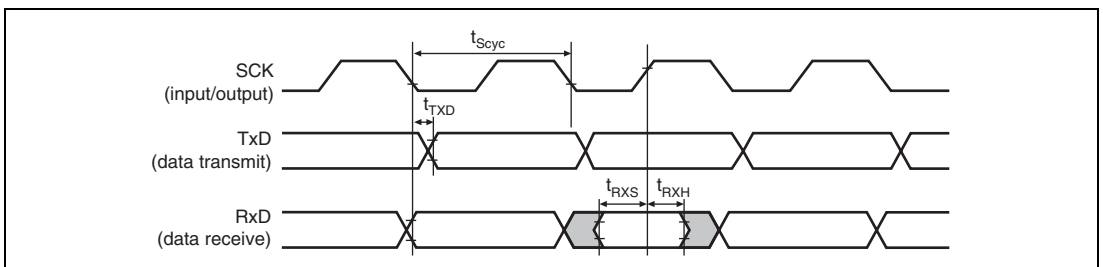 tScyc
SCK
(input/output)
tTXD
TxD
(data transmit)
tRXS tRXH
RxD
(data receive)